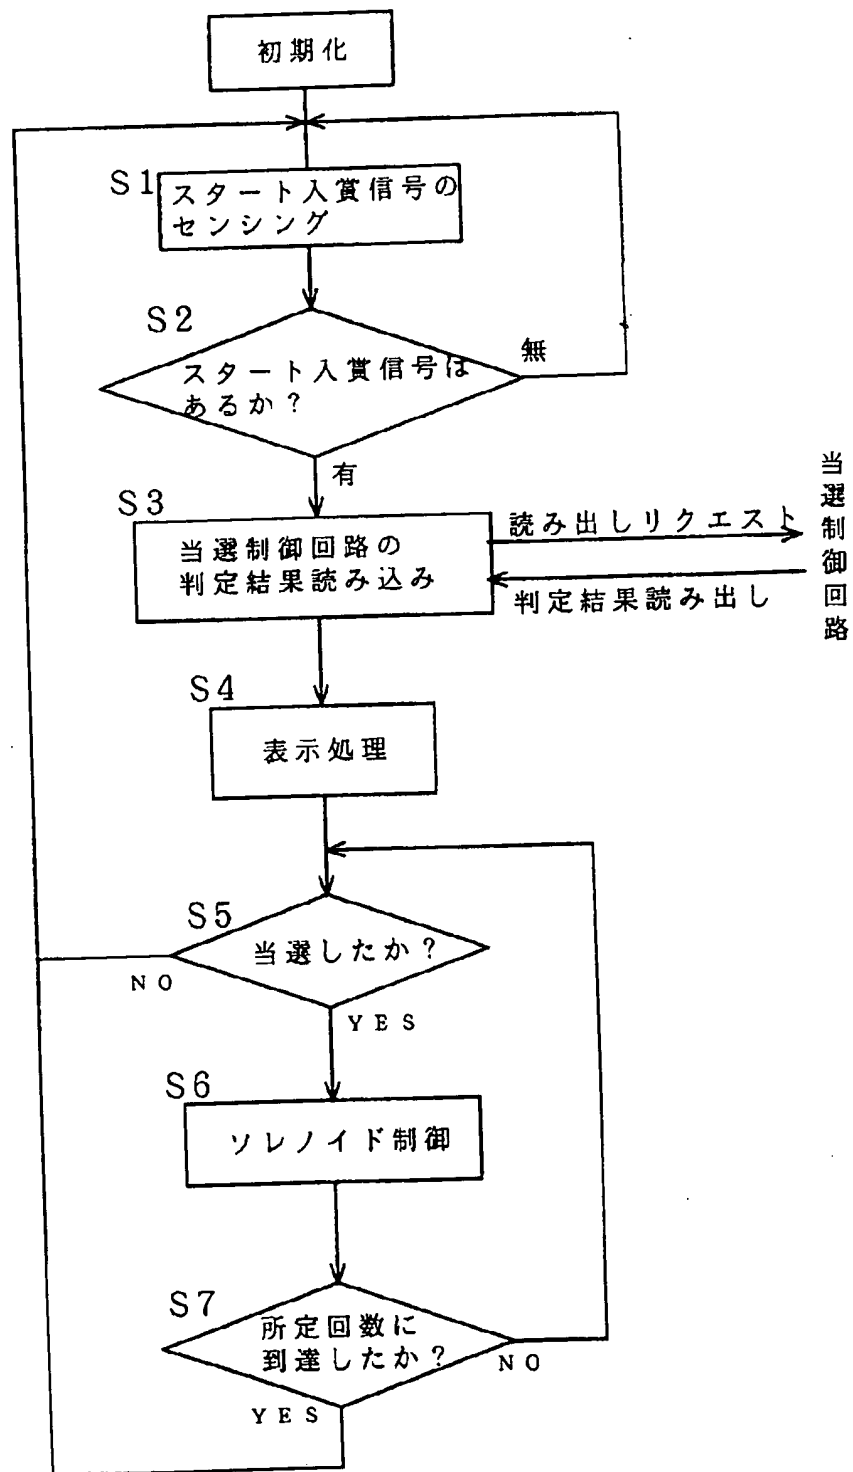 初期化
S1
スタート入賞信号の
センシング
S2
スタート入賞信号は
あるか？
無
有
S3
当選制御回路の
判定結果読み込み
読み出しリクエスト
判定結果読み出し
当選制御回路
S4
表示処理
S5
当選したか？
NO
YES
S6
ソレノイド制御
S7
所定回数に
到達したか？
NO
YES